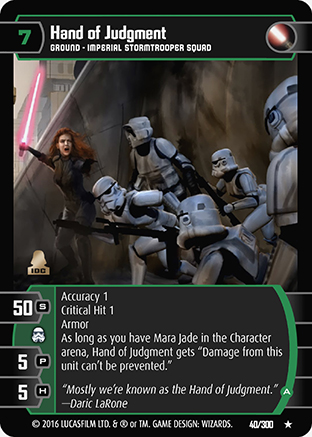 7
Hand of Judgment
GROUND - IMPERIAL STORMTROOPER SQUAD
IDC
50 S
5 P
5 H
Accuracy 1
Critical Hit 1
Armor
As long as you have Mara Jade in the Character
arena, Hand of Judgment gets “Damage from this
unit can’t be prevented.”
“Mostly we’re known as the Hand of Judgment.”
—Daric LaRone
A
© 2016 LUCASFILM LTD. & ® OR TM. GAME DESIGN: WIZARDS. 40/300 ★